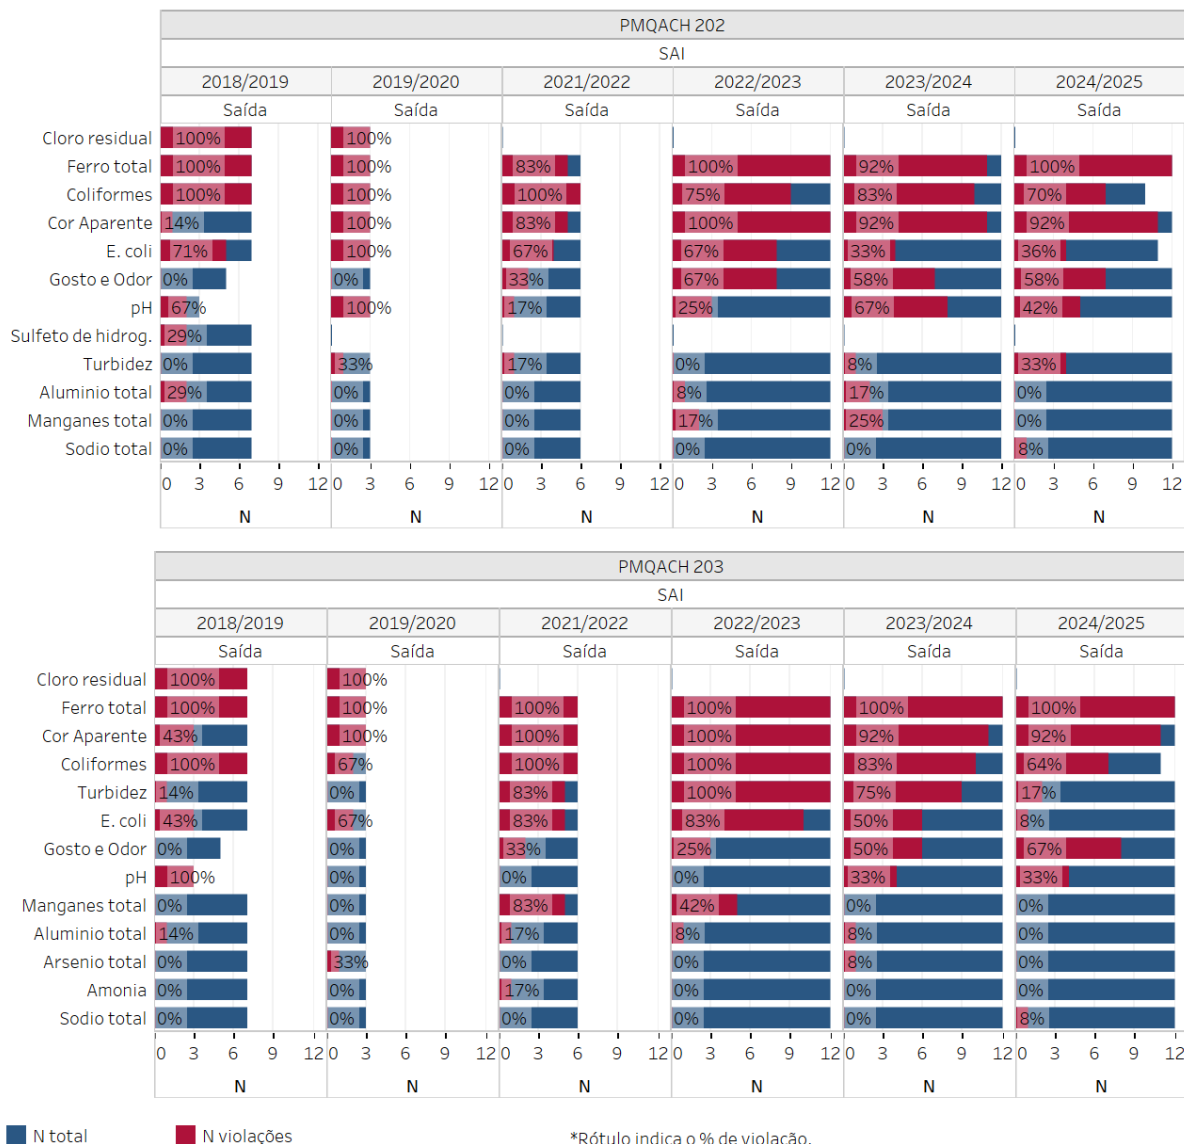 PMQACH 202
SAI
2018/2019 2019/2020 2021/2022 2022/2023 2023/2024 2024/2025
Saída Saída Saída Saída Saída Saída
Cloro residual 100% 100%
Ferro total 100% 100% 83% 100% 92% 100%
Coliformes 100% 100% 100% 75% 83% 70%
Cor Aparente 14% 100% 83% 100% 92% 92%
E. coli 71% 100% 67% 67% 33% 36%
Gosto e Odor 0% 0% 33% 67% 58% 58%
pH 67% 100% 17% 25% 67% 42%
Sulfeto de hidrog. 29%
Turbidez 0% 33% 17% 0% 8% 33%
Aluminio total 29% 0% 0% 8% 17% 0%
Manganes total 0% 0% 0% 17% 25% 0%
Sodio total 0% 0% 0% 0% 0% 8%
0 3 6 9 12 0 3 6 9 12 0 3 6 9 12 0 3 6 9 12 0 3 6 9 12 0 3 6 9 12
N N N N N N
PMQACH 203
SAI
2018/2019 2019/2020 2021/2022 2022/2023 2023/2024 2024/2025
Saída Saída Saída Saída Saída Saída
Cloro residual 100% 100%
Ferro total 100% 100% 100% 100% 100% 100%
Cor Aparente 43% 100% 100% 100% 92% 92%
Coliformes 100% 67% 100% 100% 83% 64%
Turbidez 14% 0% 83% 100% 75% 17%
E. coli 43% 67% 83% 83% 50% 8%
Gosto e Odor 0% 0% 33% 25% 50% 67%
pH 100% 0% 0% 0% 33% 33%
Manganes total 0% 0% 83% 42% 0% 0%
Aluminio total 14% 0% 17% 8% 8% 0%
Arsenio total 0% 33% 0% 0% 8% 0%
Amonia 0% 0% 17% 0% 0% 0%
Sodio total 0% 0% 0% 0% 0% 8%
0 3 6 9 12 0 3 6 9 12 0 3 6 9 12 0 3 6 9 12 0 3 6 9 12 0 3 6 9 12
N N N N N N
N total N violações *Rótulo indica o % de violação.